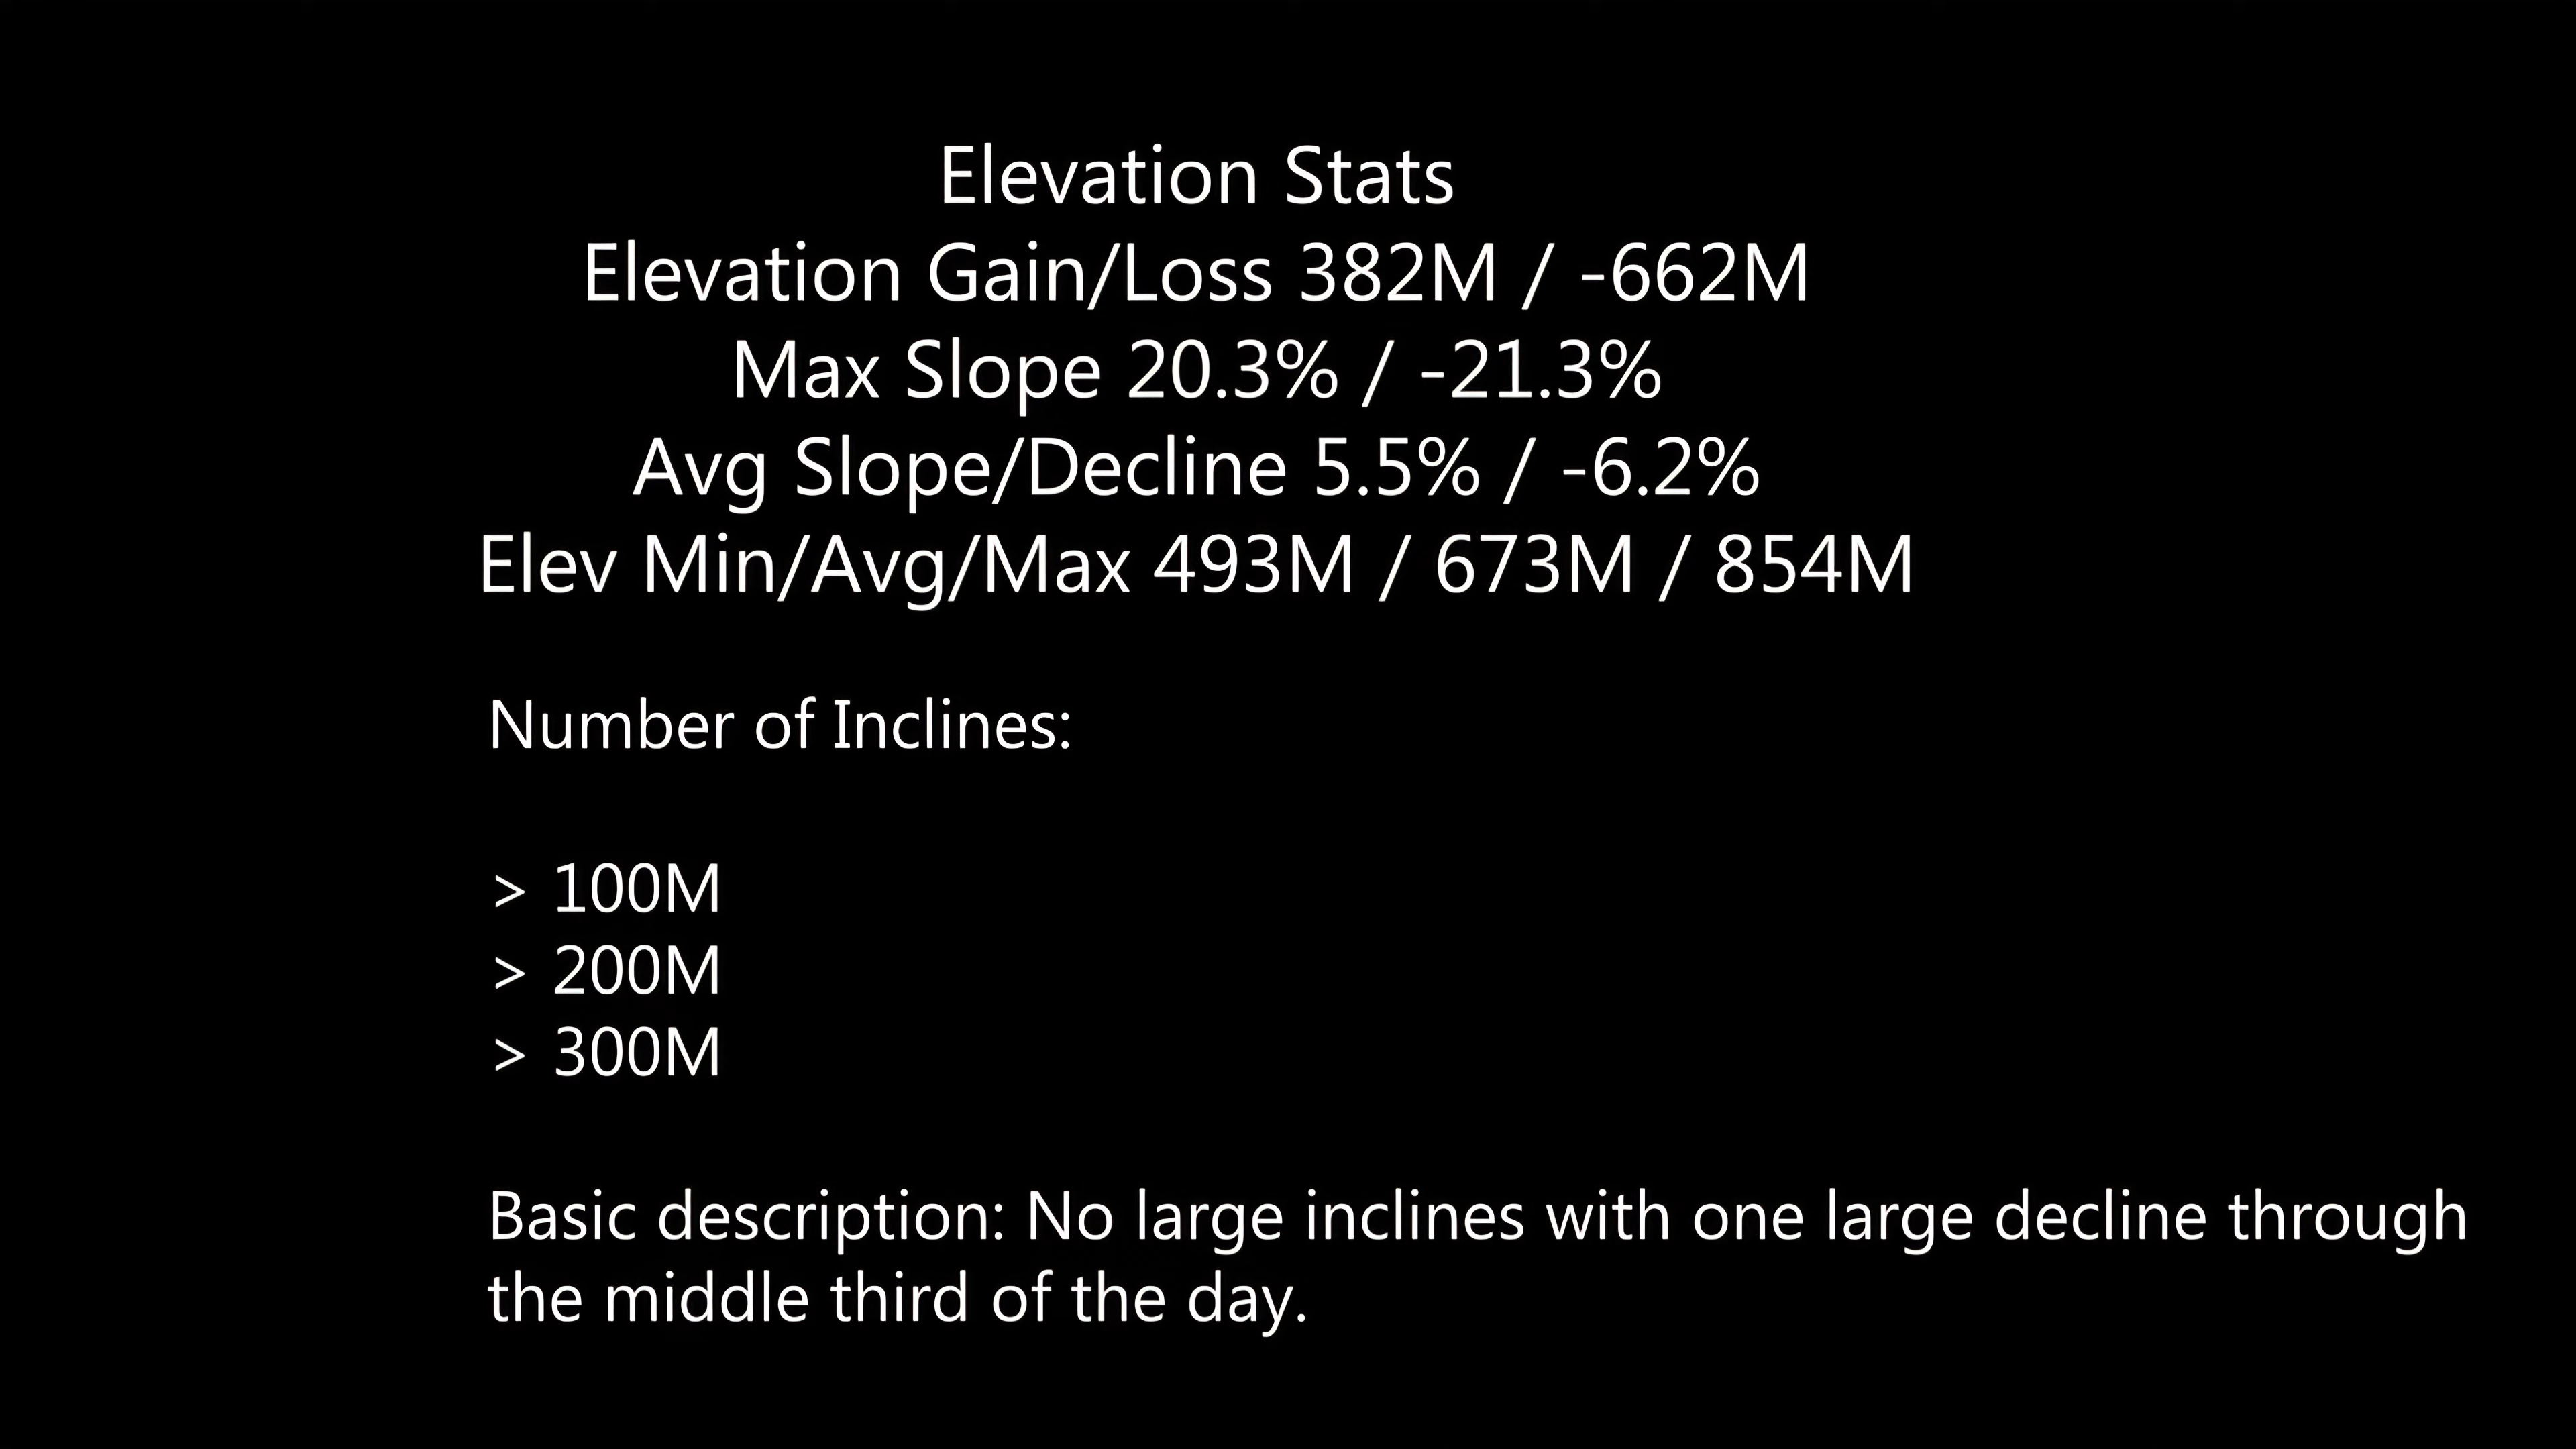 Elevation Stats
Elevation Gain/Loss 382M / -662M
Max Slope 20.3% / -21.3%
Avg Slope/Decline 5.5% / -6.2%
Elev Min/Avg/Max 493M / 673M / 854M
Number of Inclines:
> 100M
> 200M
> 300M
Basic description: No large inclines with one large decline through
the middle third of the day.